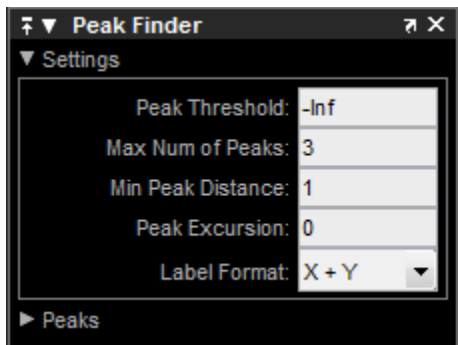 Peak Finder
Settings
Peak Threshold: -Inf
Max Num of Peaks: 3
Min Peak Distance: 1
Peak Excursion: 0
Label Format: X + Y
Peaks